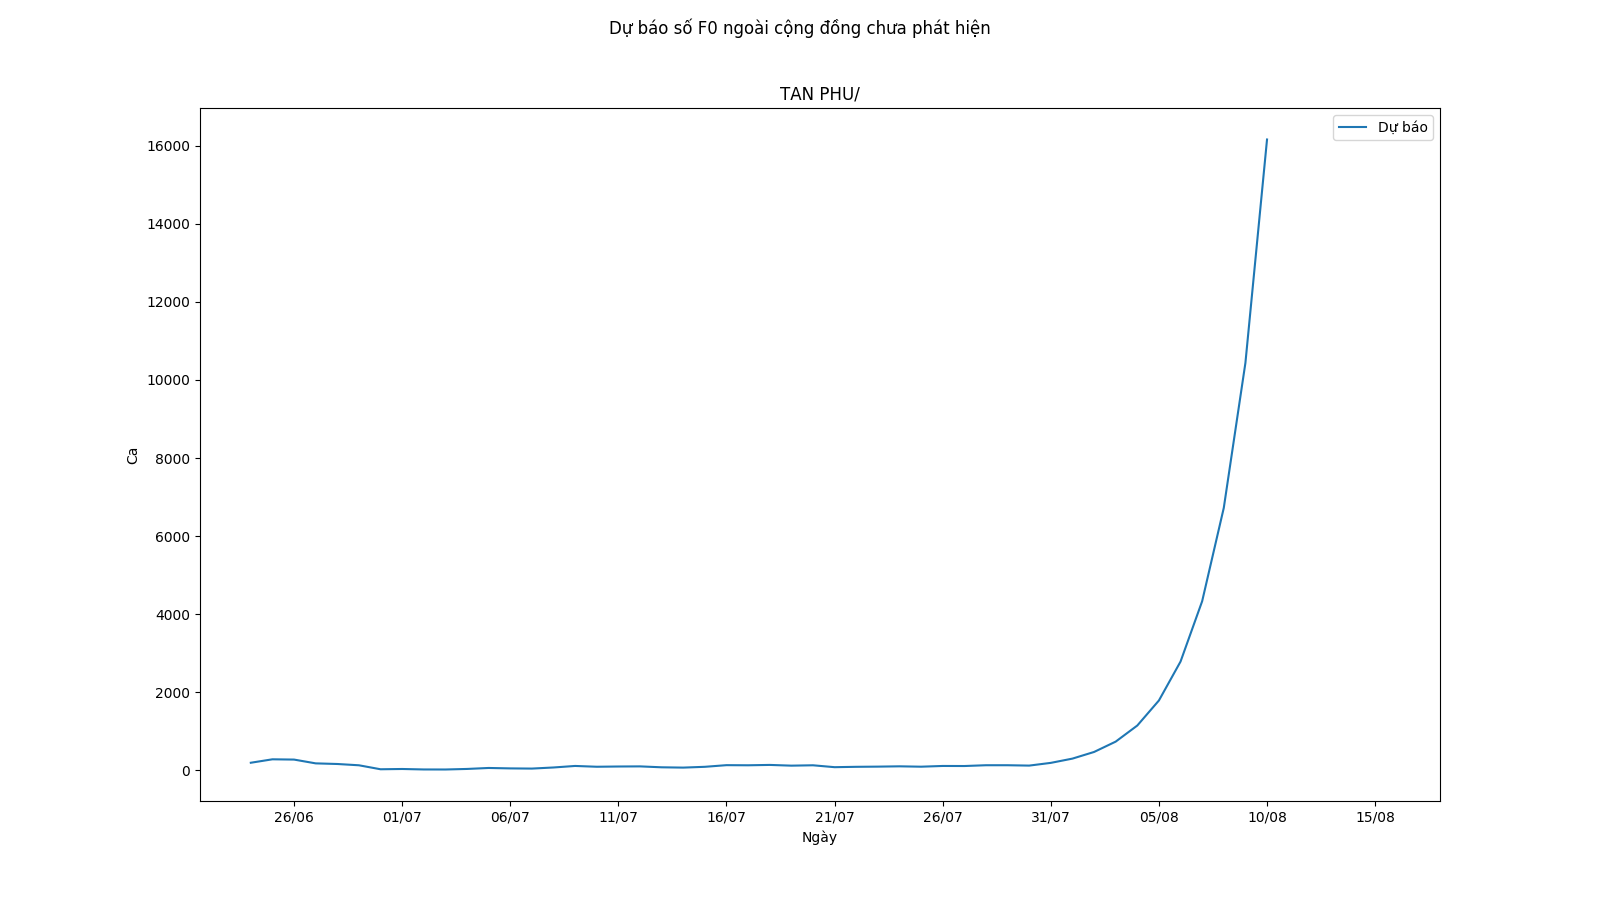 Dự báo số F0 ngoài cộng đồng chưa phát hiện
TAN PHU/
Dự báo
16000
14000
12000
10000
8000
6000
4000
2000
0
Ca
26/06 01/07 06/07 11/07 16/07 21/07 26/07 31/07 05/08 10/08 15/08
Ngày